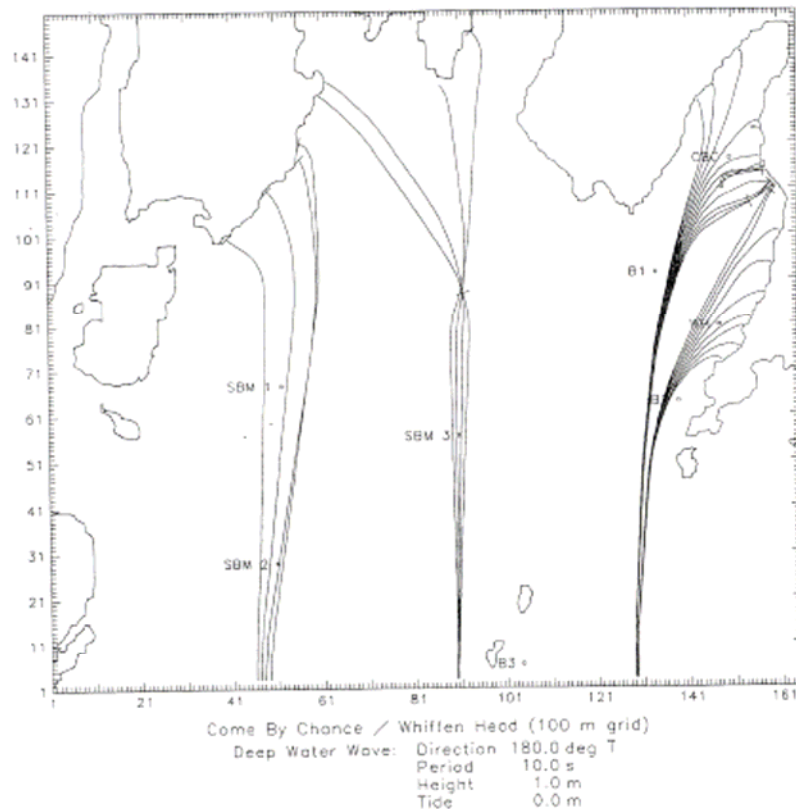 141
131
121
111
101
91
81
71
61
51
41
31
21
11
1
CBC
B1
SBM 1
SBM 3
SBM 2
B3
1 21 41 61 81 101 121 141 161
Come By Chance / Whiffen Head (100 m grid)
Deep Water Wave: Direction 180.0 deg T
Period 10.0 s
Height 1.0 m
Tide 0.0 m